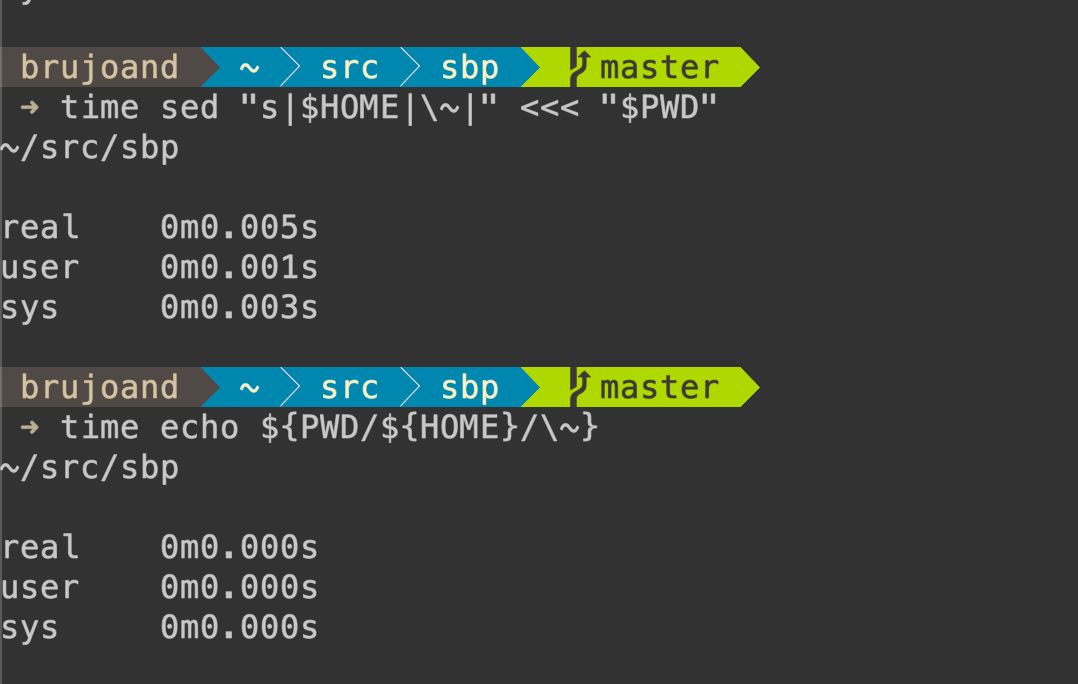 brujoand ~ src sbp master
➜ time sed "s|$HOME|\~|" <<< "$PWD"
~/src/sbp
real 0m0.005s
user 0m0.001s
sys 0m0.003s
brujoand ~ src sbp master
➜ time echo ${PWD/${HOME}/\~}
~/src/sbp
real 0m0.000s
user 0m0.000s
sys 0m0.000s